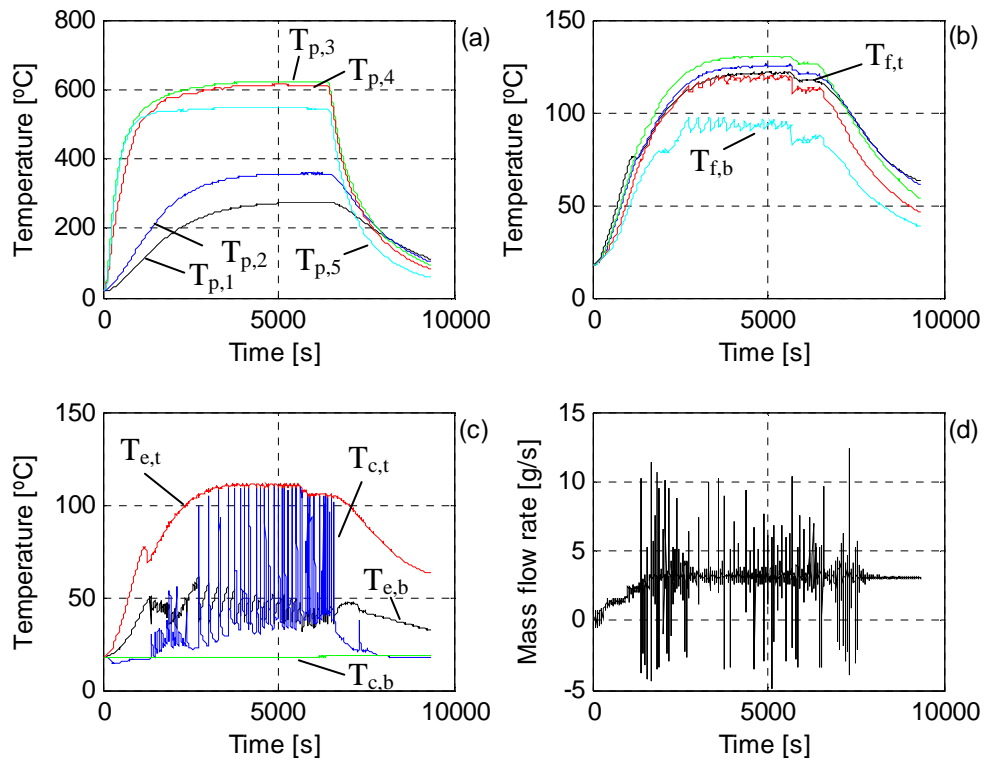 (a)
Temperature [ºC]
800
600
400
200
0
T_p,3
T_p,4
T_p,2
T_p,1
T_p,5
0
5000
10000
Time [s]
(b)
Temperature [ºC]
150
100
50
0
T_f,t
T_f,b
0
5000
10000
Time [s]
(c)
Temperature [ºC]
150
100
50
0
T_e,t
T_c,t
T_e,b
T_c,b
0
5000
10000
Time [s]
(d)
Mass flow rate [g/s]
15
10
5
0
-5
0
5000
10000
Time [s]